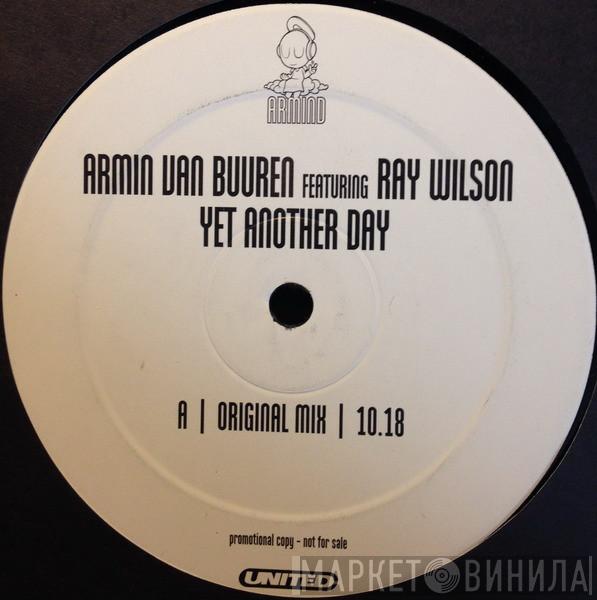 ARMIND
ARMIN VAN BUUREN FEATURING RAY WILSON
YET ANOTHER DAY
A | ORIGINAL MIX | 10.18
promotional copy - not for sale
UNITED
МАРКЕТ ВИНИЛА